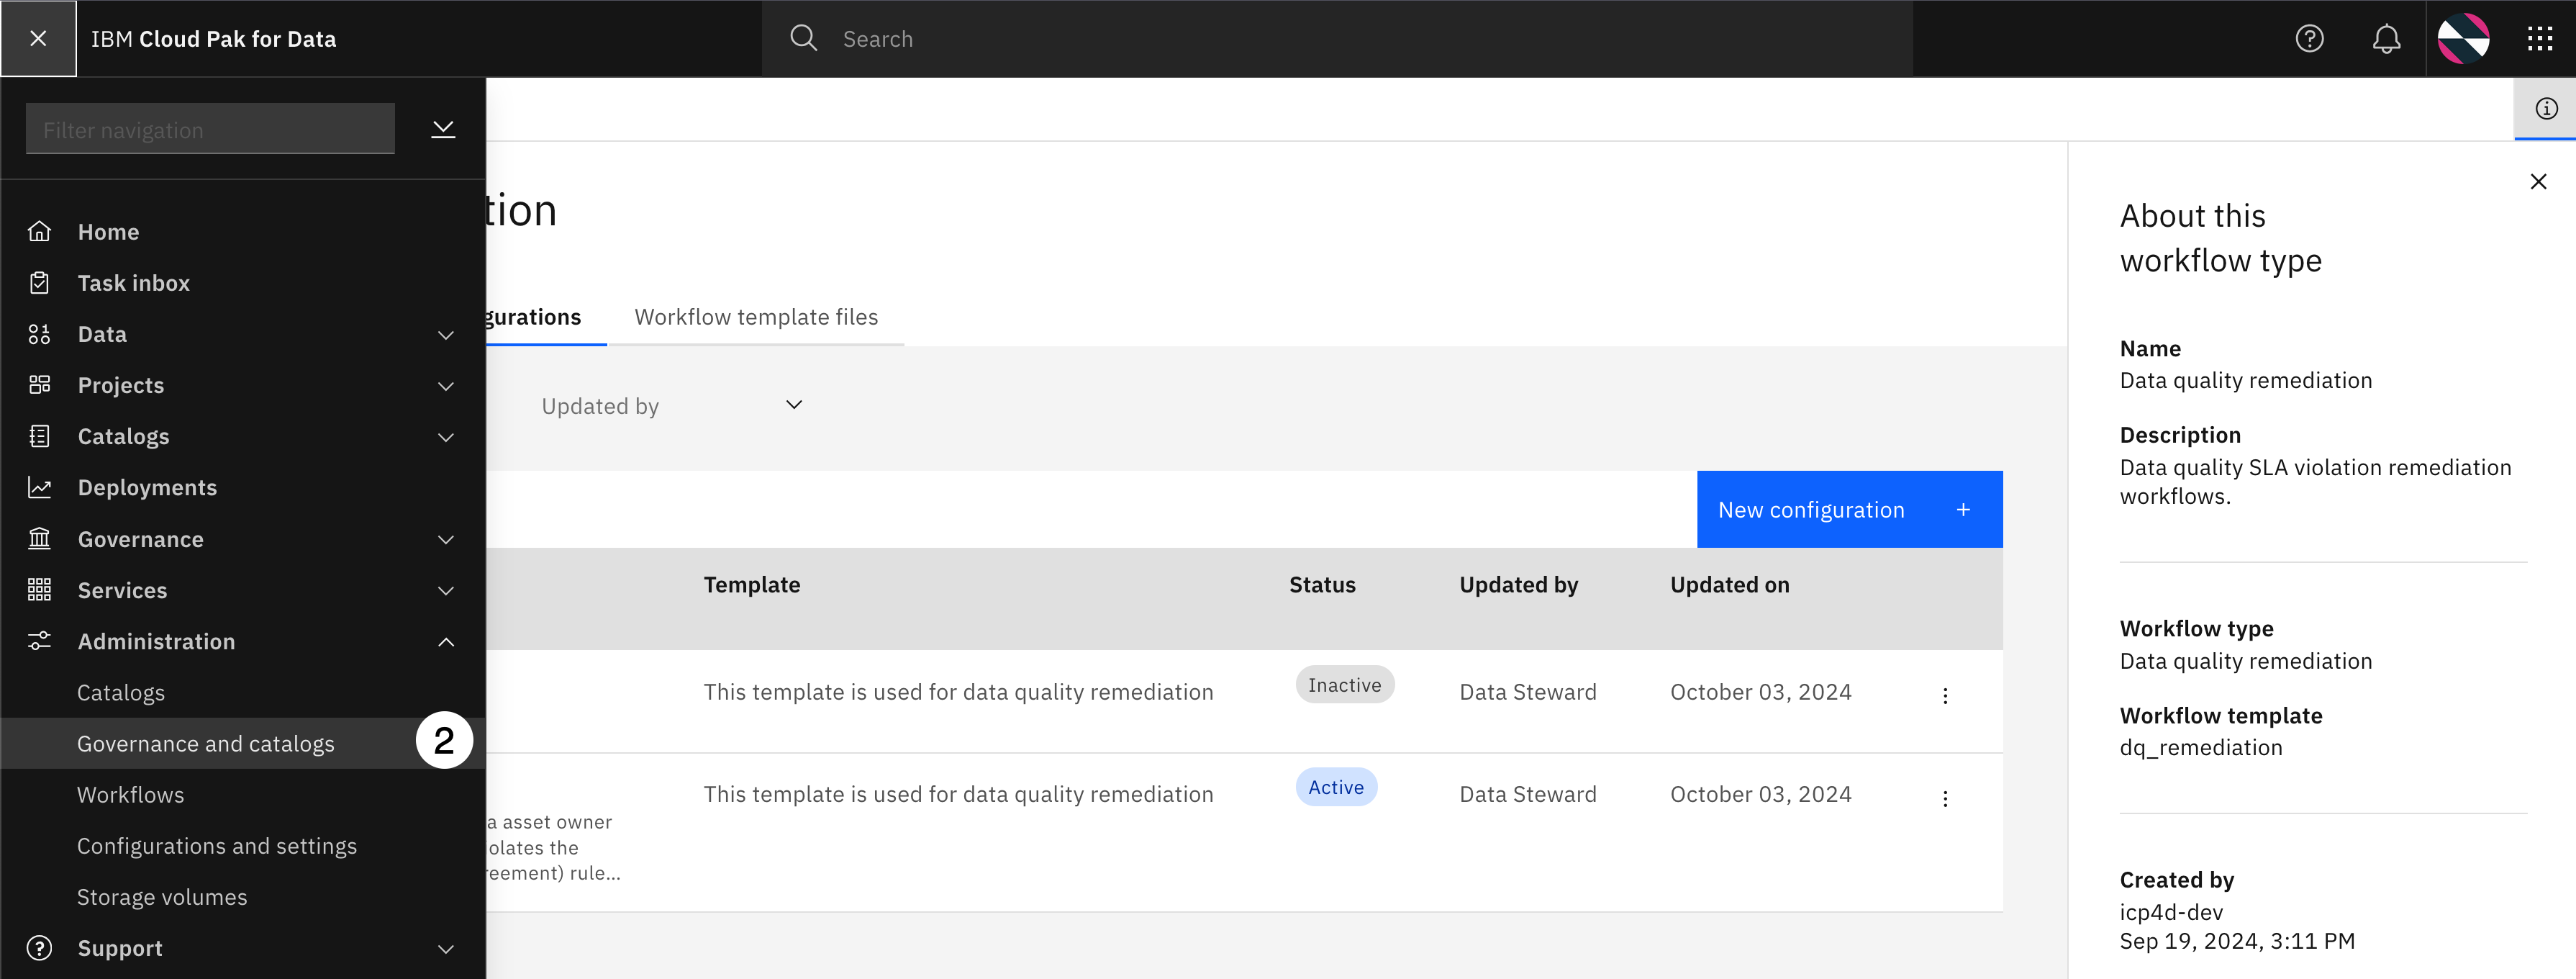 IBM Cloud Pak for Data
Search
Filter navigation
Home
Task inbox
Data
Projects
Catalogs
Deployments
Governance
Services
Administration
Catalogs
Governance and catalogs
2
Workflows
Configurations and settings
Storage volumes
Support
tion
gurations
Workflow template files
Updated by
New configuration +
Template Status Updated by Updated on
This template is used for data quality remediation Inactive Data Steward October 03, 2024
This template is used for data quality remediation Active Data Steward October 03, 2024
a asset owner
olates the
reement) rule...
About this
workflow type
Name
Data quality remediation
Description
Data quality SLA violation remediation
workflows.
Workflow type
Data quality remediation
Workflow template
dq_remediation
Created by
icp4d-dev
Sep 19, 2024, 3:11 PM